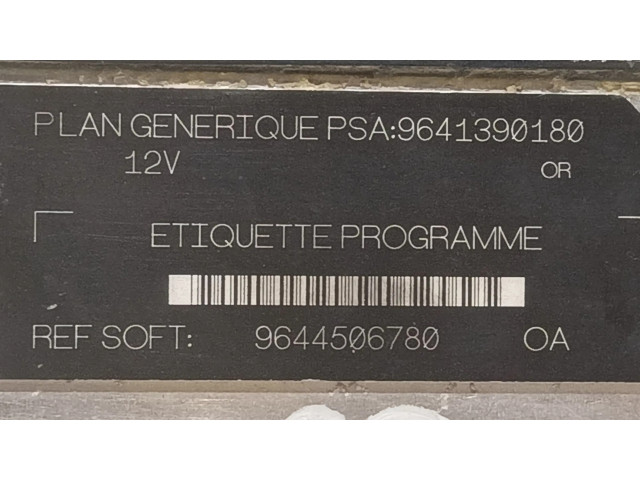 PLAN GENERIQUE PSA:9641390180
12V OR
ETIQUETTE PROGRAMME
REF SOFT: 9644506780 OA